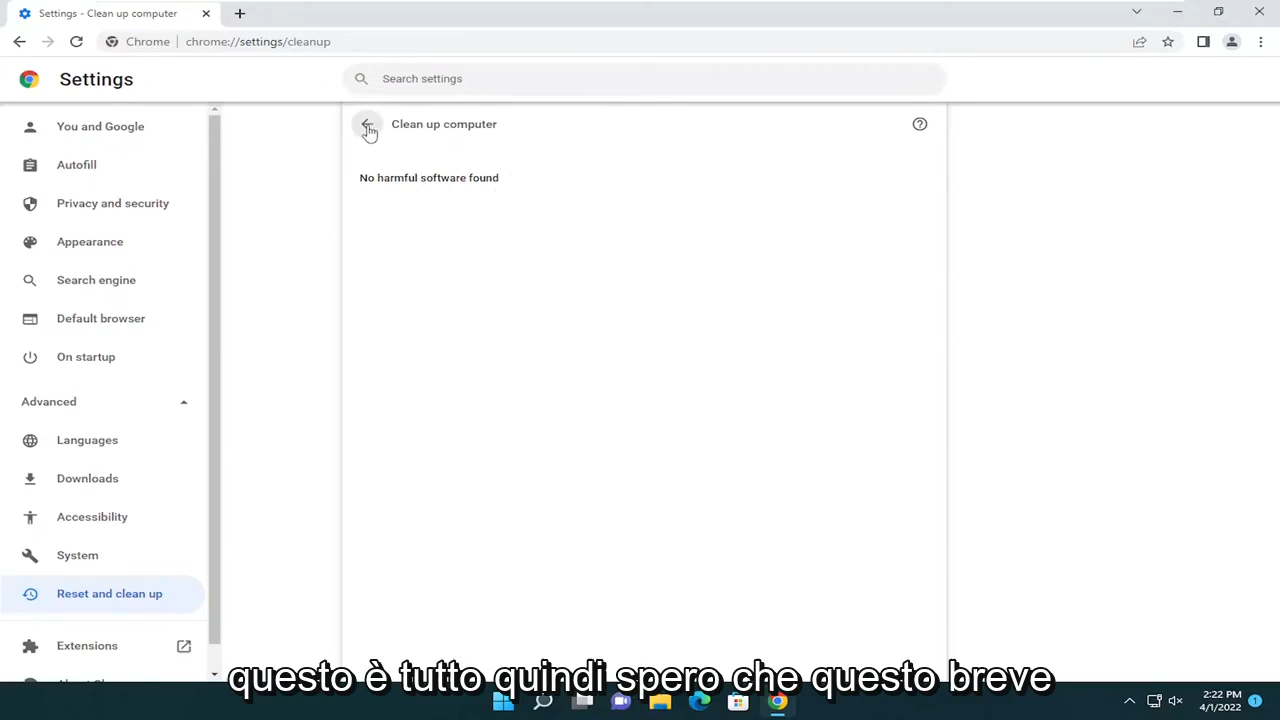 Settings - Clean up computer
Chrome | chrome://settings/cleanup
Settings
Search settings
You and Google
Autofill
Privacy and security
Appearance
Search engine
Default browser
On startup
Advanced
Languages
Downloads
Accessibility
System
Reset and clean up
Extensions
Clean up computer
No harmful software found
questo è tutto quindi spero che questo breve
2:22 PM
4/1/2022
1